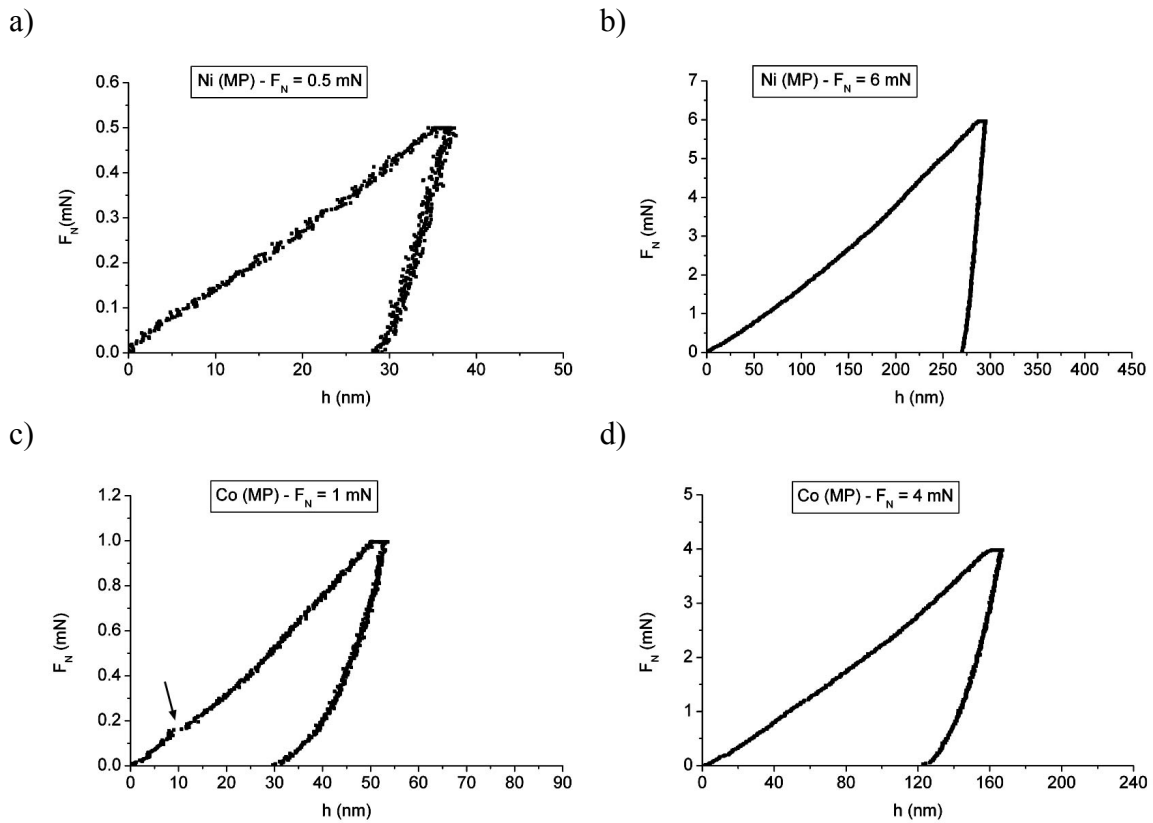 a)
Ni (MP) - F_N = 0.5 mN
F_N(mN)
0.5
0.4
0.3
0.2
0.1
0.0
0 10 20 30 40 50
h (nm)
b)
Ni (MP) - F_N = 6 mN
F_N (mN)
7
6
5
4
3
2
1
0
0 50 100 150 200 250 300 350 400 450
h (nm)
c)
Co (MP) - F_N = 1 mN
F_N (mN)
1.2
1.0
0.8
0.6
0.4
0.2
0.0
0 10 20 30 40 50 60 70 80 90
h (nm)
d)
Co (MP) - F_N = 4 mN
F_N (mN)
5
4
3
2
1
0
0 40 80 120 160 200 240
h (nm)